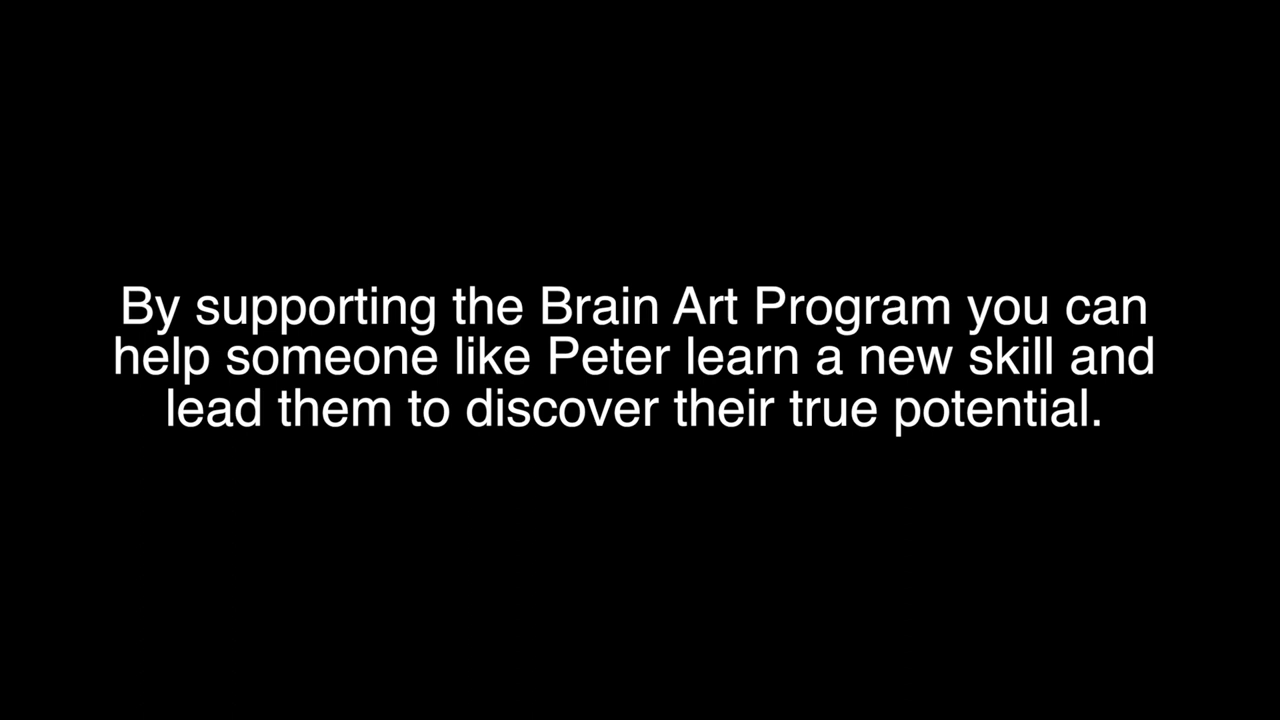 By supporting the Brain Art Program you can
help someone like Peter learn a new skill and
lead them to discover their true potential.